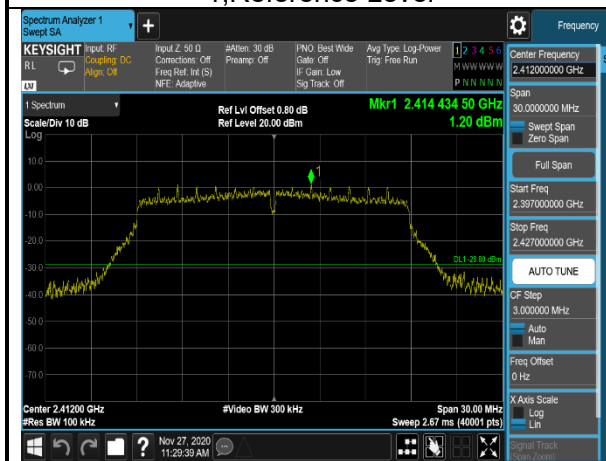 1,Reference Level
Spectrum Analyzer 1
Swept SA
Frequency
KEYSIGHT
RL
LXI
Input: RF
Coupling: DC
Align: Off
Input Z: 50 Ω
Corrections: Off
Freq Ref: Int (S)
NFE: Adaptive
#Atten: 30 dB
Preamp: Off
PNO: Best Wide
Gate: Off
IF Gain: Low
Sig Track: Off
Avg Type: Log-Power
Trig: Free Run
1 2 3 4 5 6
M W W W W W
P N N N N N
1 Spectrum
Scale/Div 10 dB
Log
Ref Lvl Offset 0.80 dB
Ref Level 20.00 dBm
Mkr1 2.414 434 50 GHz
1.20 dBm
10.0
0.00
-10.0
-20.0
-30.0
-40.0
-50.0
-60.0
-70.0
1
DL1 -28.80 dBm
Center 2.41200 GHz
#Res BW 100 kHz
#Video BW 300 kHz
Span 30.00 MHz
Sweep 2.67 ms (40001 pts)
Nov 27, 2020
11:29:39 AM
Center Frequency
2.412000000 GHz
Span
30.0000000 MHz
Swept Span
Zero Span
Full Span
Start Freq
2.397000000 GHz
Stop Freq
2.427000000 GHz
AUTO TUNE
CF Step
3.000000 MHz
Auto
Man
Freq Offset
0 Hz
X Axis Scale
Log
Lin
Signal Track
(Span Zoom)